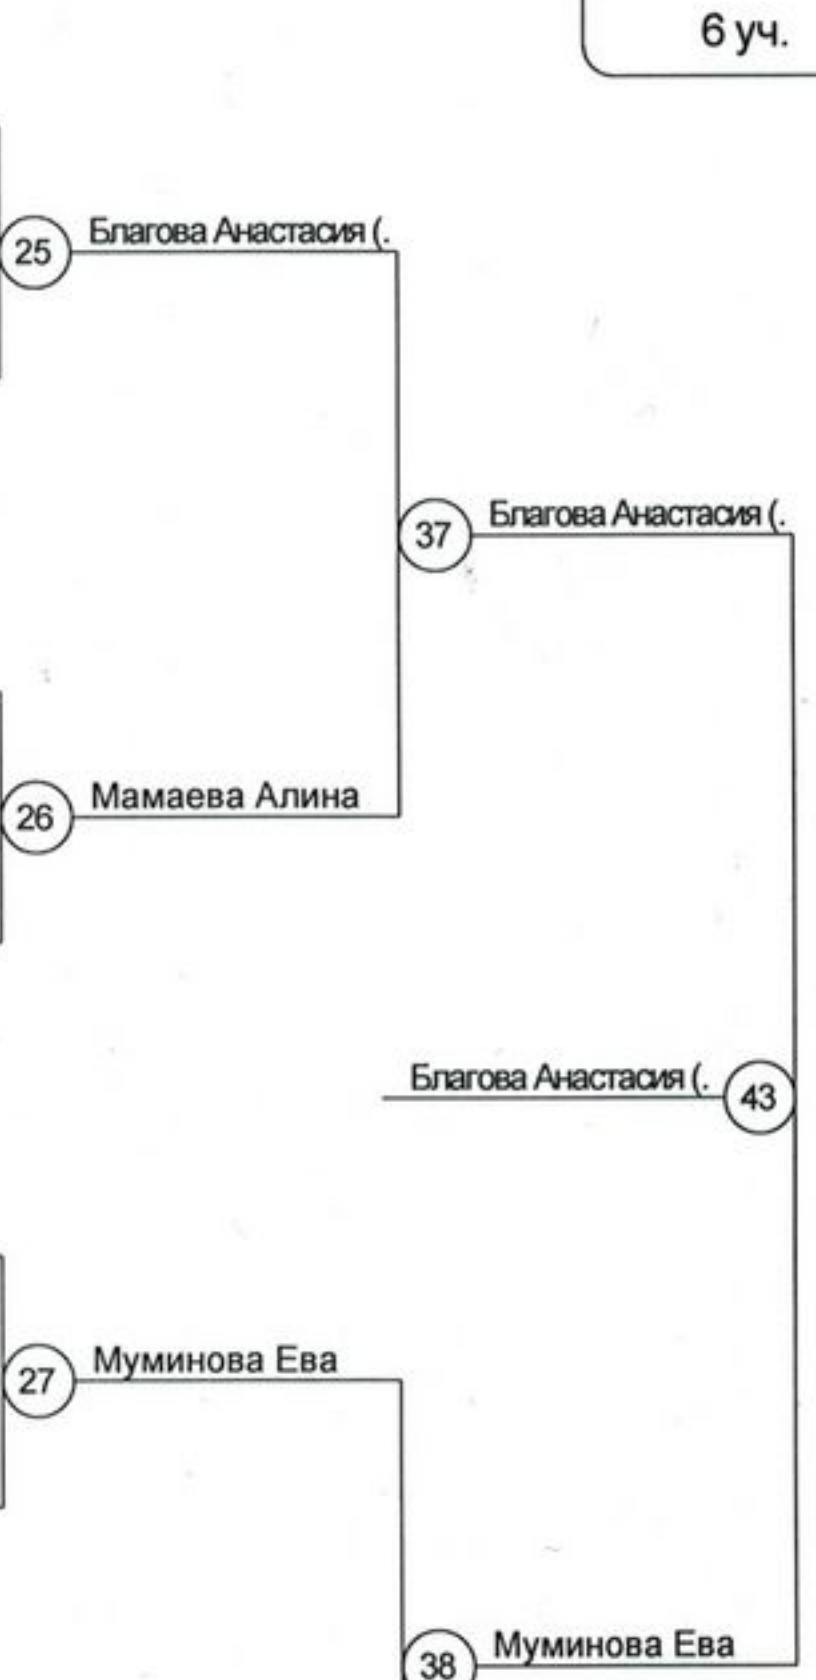 6 уч.
25 Благова Анастасия (.
37 Благова Анастасия (.
26 Мамаева Алина
Благова Анастасия (. 43
27 Муминова Ева
38 Муминова Ева